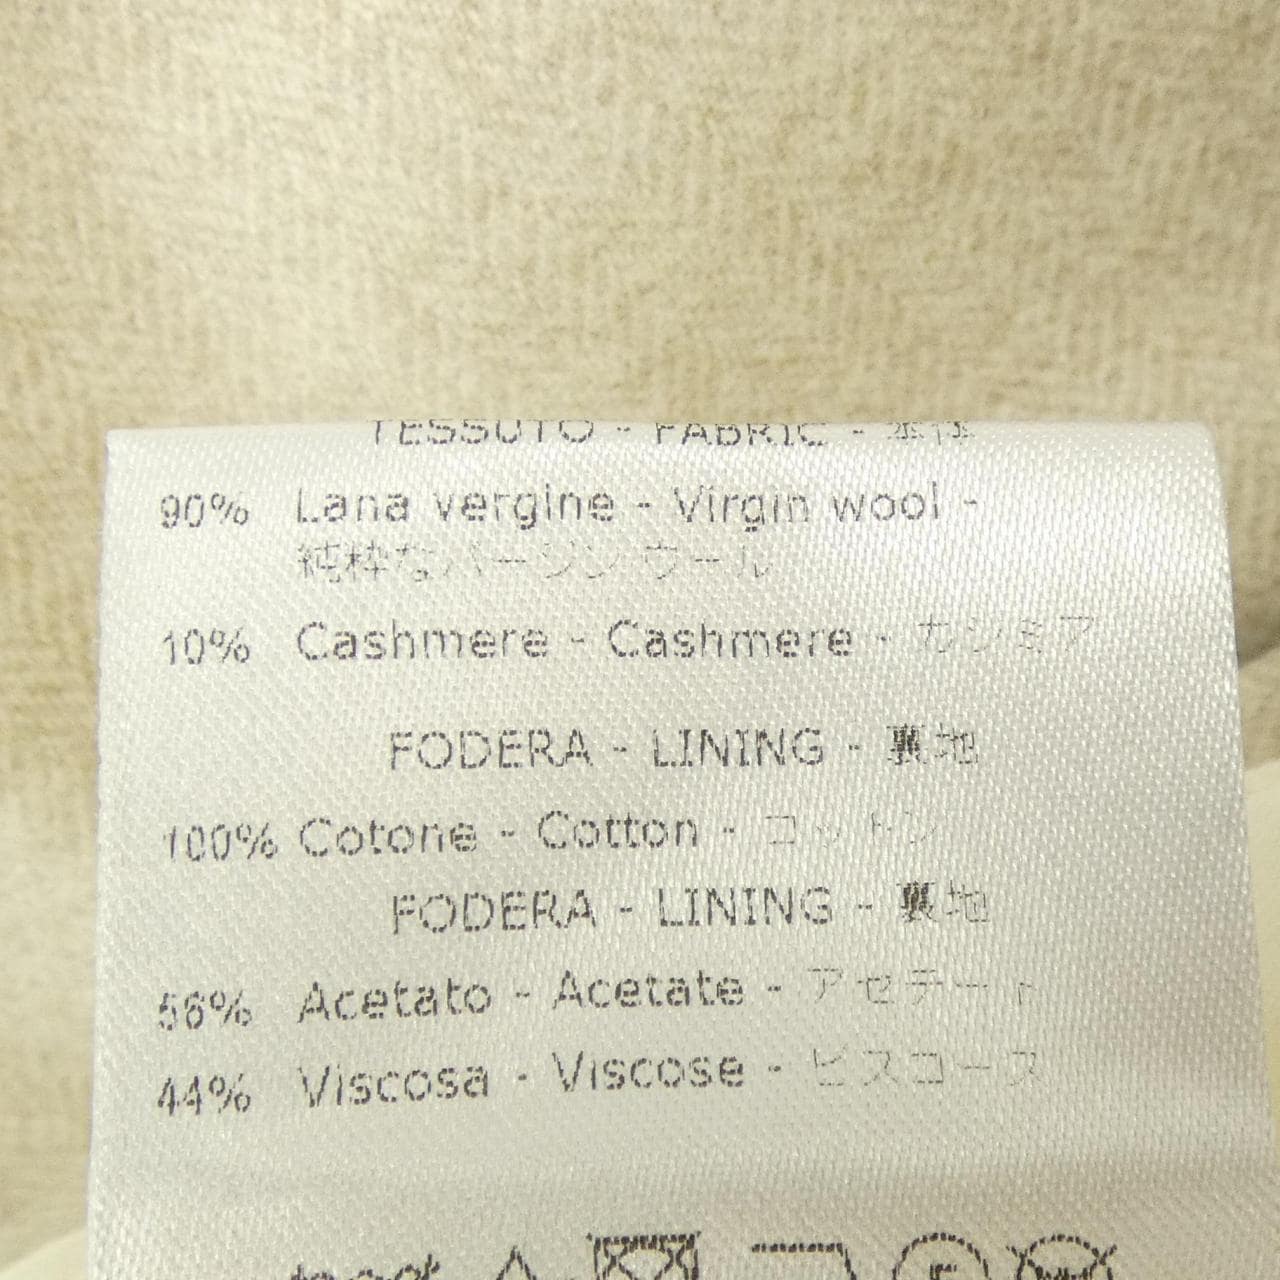 TESSUTO - FABRIC - 本体
90% Lana vergine - Virgin wool -
純粋なバージン ウール
10% Cashmere - Cashmere - カシミア
FODERA - LINING - 裏地
100% Cotone - Cotton - コットン
FODERA - LINING - 裏地
56% Acetato - Acetate - アセテート
44% Viscosa - Viscose - ビスコース